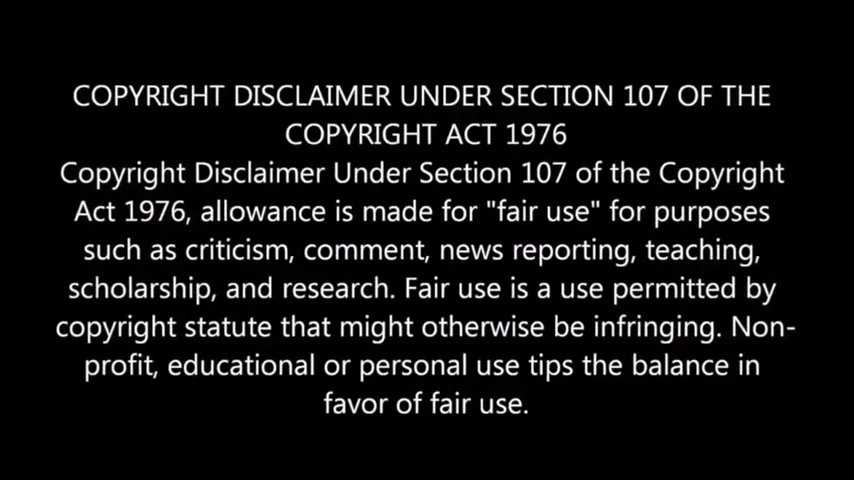 COPYRIGHT DISCLAIMER UNDER SECTION 107 OF THE
COPYRIGHT ACT 1976
Copyright Disclaimer Under Section 107 of the Copyright
Act 1976, allowance is made for "fair use" for purposes
such as criticism, comment, news reporting, teaching,
scholarship, and research. Fair use is a use permitted by
copyright statute that might otherwise be infringing. Non-
profit, educational or personal use tips the balance in
favor of fair use.